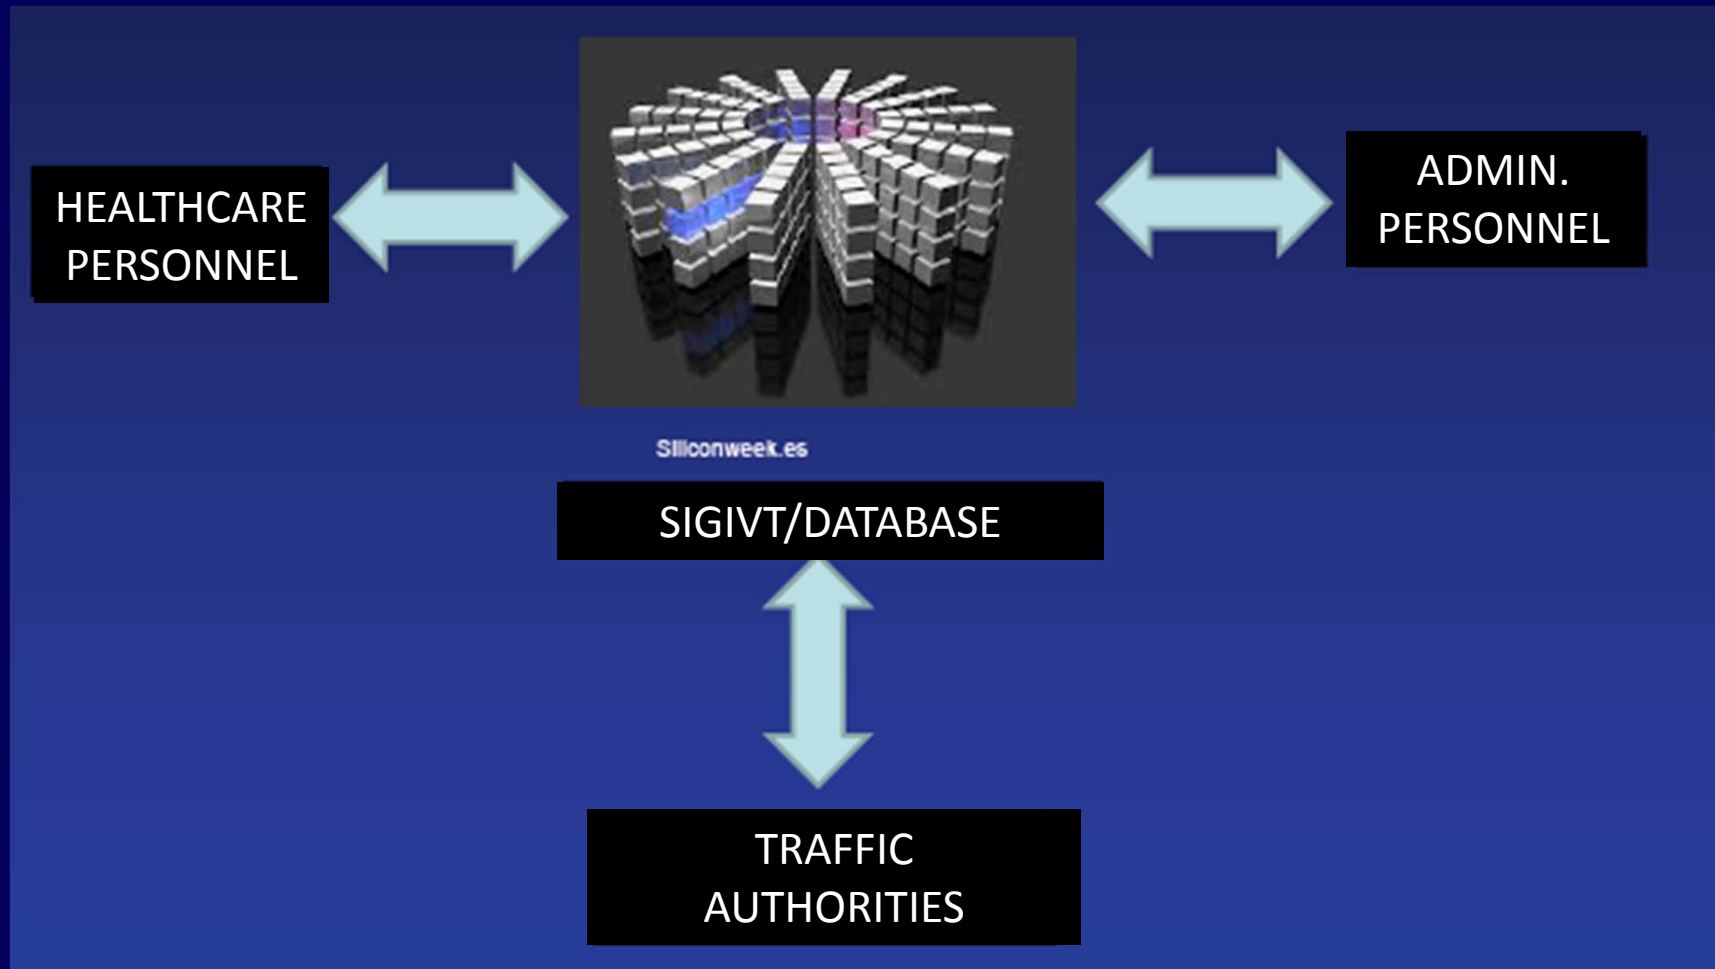 HEALTHCARE
PERSONNEL
ADMIN.
PERSONNEL
Siliconweek.es
SIGIVT/DATABASE
TRAFFIC
AUTHORITIES